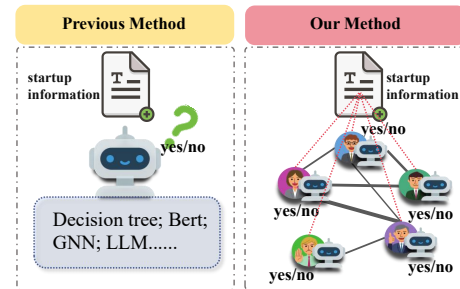 Previous Method
startup
information
T
yes/no
Decision tree; Bert;
GNN; LLM......
Our Method
T
startup
information
yes/no
yes/no
yes/no
yes/no
yes/no